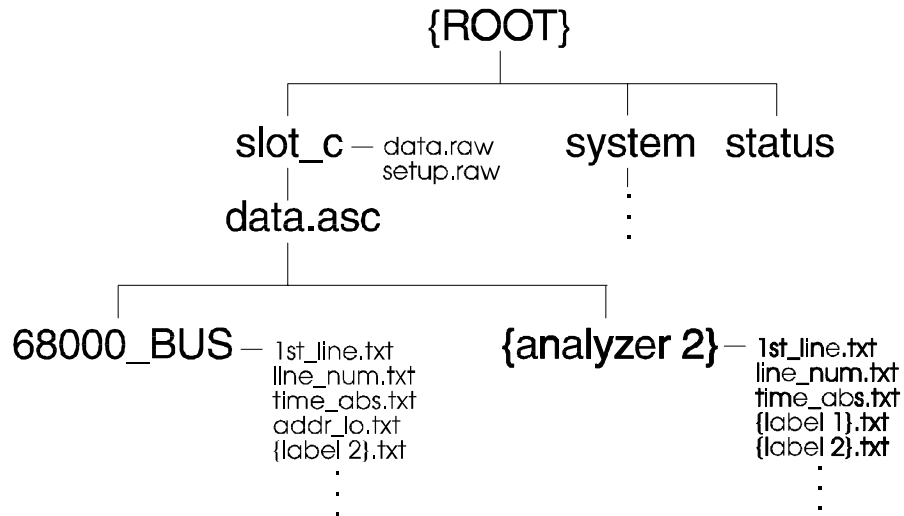 {ROOT}
slot_c
data.raw
setup.raw
system
status
data.asc
68000_BUS
1st_line.txt
line_num.txt
time_abs.txt
addr_lo.txt
{label 2}.txt
{analyzer 2}
1st_line.txt
line_num.txt
time_abs.txt
{label 1}.txt
{label 2}.txt